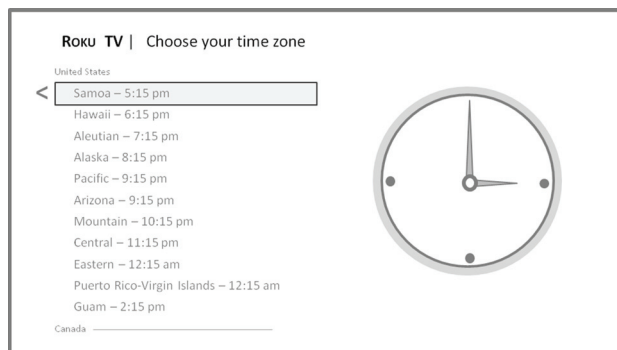 ROKU TV | Choose your time zone
United States
<
Samoa – 5:15 pm
Hawaii – 6:15 pm
Aleutian – 7:15 pm
Alaska – 8:15 pm
Pacific – 9:15 pm
Arizona – 9:15 pm
Mountain – 10:15 pm
Central – 11:15 pm
Eastern – 12:15 am
Puerto Rico-Virgin Islands – 12:15 am
Guam – 2:15 pm
Canada